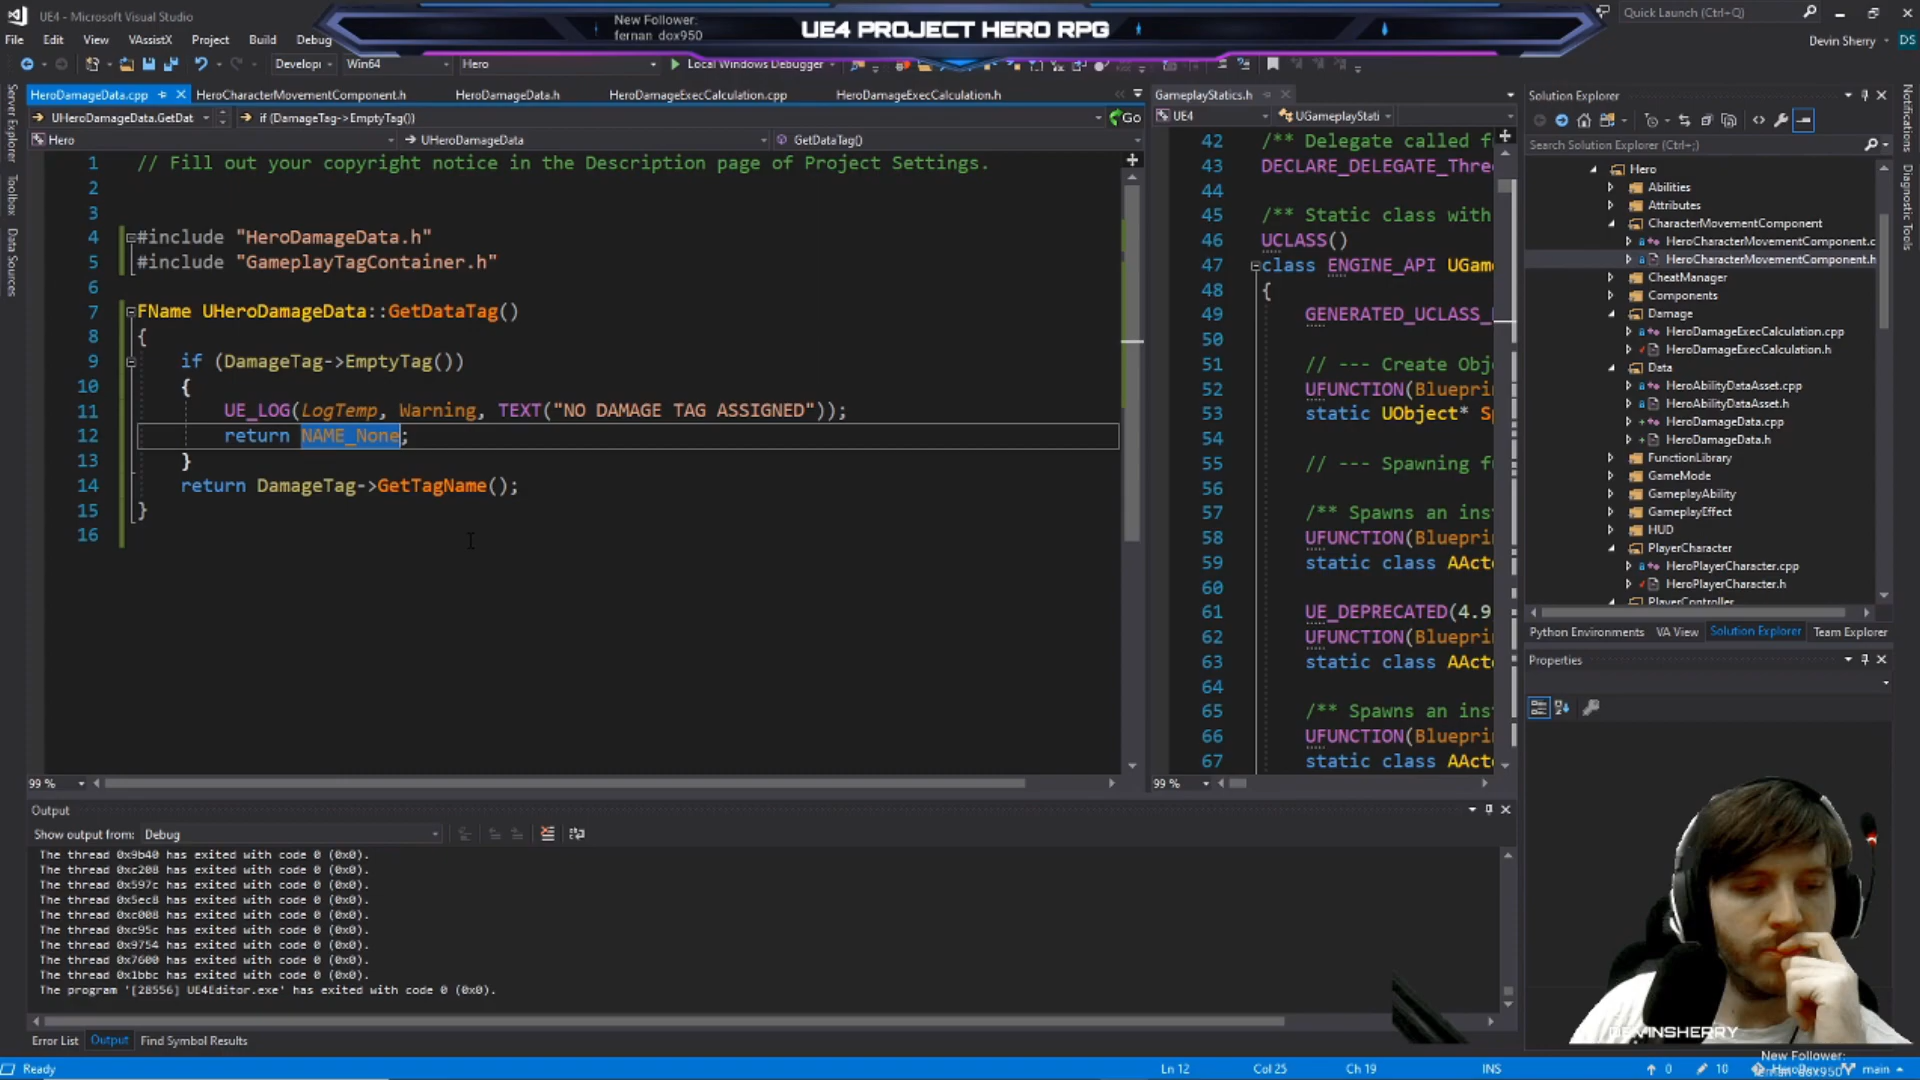 UE4 - Microsoft Visual Studio
New Follower:
fernan_dox950
UE4 PROJECT HERO RPG
Quick Launch (Ctrl+Q)
File Edit View VAssistX Project Build Debug
Devin Sherry DS
Develop Win64 Hero Local Windows Debugger
HeroDamageData.cpp HeroCharacterMovementComponent.h HeroDamageData.h HeroDamageExecCalculation.cpp HeroDamageExecCalculation.h
UHeroDamageData.GetDat if (DamageTag->EmptyTag()) Go
Hero UHeroDamageData GetDataTag()
1 // Fill out your copyright notice in the Description page of Project Settings.
2
3
4 #include "HeroDamageData.h"
5 #include "GameplayTagContainer.h"
6
7 FName UHeroDamageData::GetDataTag()
8 {
9 if (DamageTag->EmptyTag())
10 {
11 UE_LOG(LogTemp, Warning, TEXT("NO DAMAGE TAG ASSIGNED"));
12 return NAME_None;
13 }
14 return DamageTag->GetTagName();
15 }
16
99 %
GameplayStatics.h
UE4 UGameplayStati
42 /** Delegate called f
43 DECLARE_DELEGATE_Thre
44
45 /** Static class with
46 UCLASS()
47 class ENGINE_API UGam
48 {
49 GENERATED_UCLASS_
50
51 // --- Create Obj
52 UFUNCTION(Bluepri
53 static UObject* S
54
55 // --- Spawning f
56
57 /** Spawns an ins
58 UFUNCTION(Bluepri
59 static class AAct
60
61 UE_DEPRECATED(4.9
62 UFUNCTION(Bluepri
63 static class AAct
64
65 /** Spawns an ins
66 UFUNCTION(Bluepri
67 static class AAct
99 %
Solution Explorer
Search Solution Explorer (Ctrl+;)
Hero
Abilities
Attributes
CharacterMovementComponent
HeroCharacterMovementComponent.c
HeroCharacterMovementComponent.h
CheatManager
Components
Damage
HeroDamageExecCalculation.cpp
HeroDamageExecCalculation.h
Data
HeroAbilityDataAsset.cpp
HeroAbilityDataAsset.h
HeroDamageData.cpp
HeroDamageData.h
FunctionLibrary
GameMode
GameplayAbility
GameplayEffect
HUD
PlayerCharacter
HeroPlayerCharacter.cpp
HeroPlayerCharacter.h
PlayerController
Python Environments VA View Solution Explorer Team Explorer
Properties
Server Explorer
Toolbox
Data Sources
Notifications
Diagnostic Tools
Output
Show output from: Debug
The thread 0x9b40 has exited with code 0 (0x0).
The thread 0xc208 has exited with code 0 (0x0).
The thread 0x597c has exited with code 0 (0x0).
The thread 0x5ec8 has exited with code 0 (0x0).
The thread 0xc008 has exited with code 0 (0x0).
The thread 0xc95c has exited with code 0 (0x0).
The thread 0x9754 has exited with code 0 (0x0).
The thread 0x7600 has exited with code 0 (0x0).
The thread 0x1bbc has exited with code 0 (0x0).
The program '[28556] UE4Editor.exe' has exited with code 0 (0x0).
Error List Output Find Symbol Results
DEVINSHERRY
New Follower:
Ready Ln 12 Col 25 Ch 19 INS 0 10 main